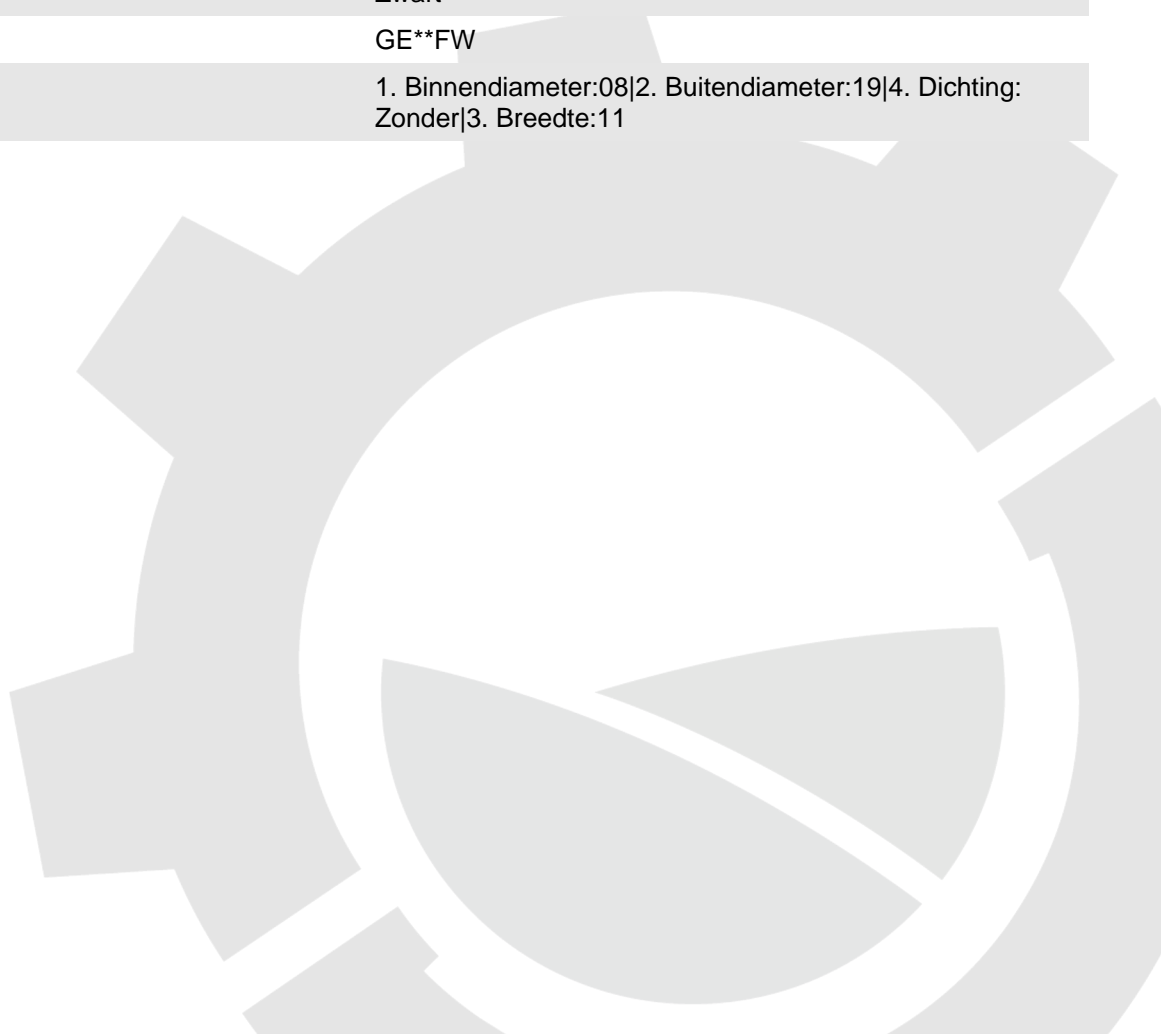 GE**FW
1. Binnendiameter:08|2. Buitendiameter:19|4. Dichting:
Zonder|3. Breedte:11